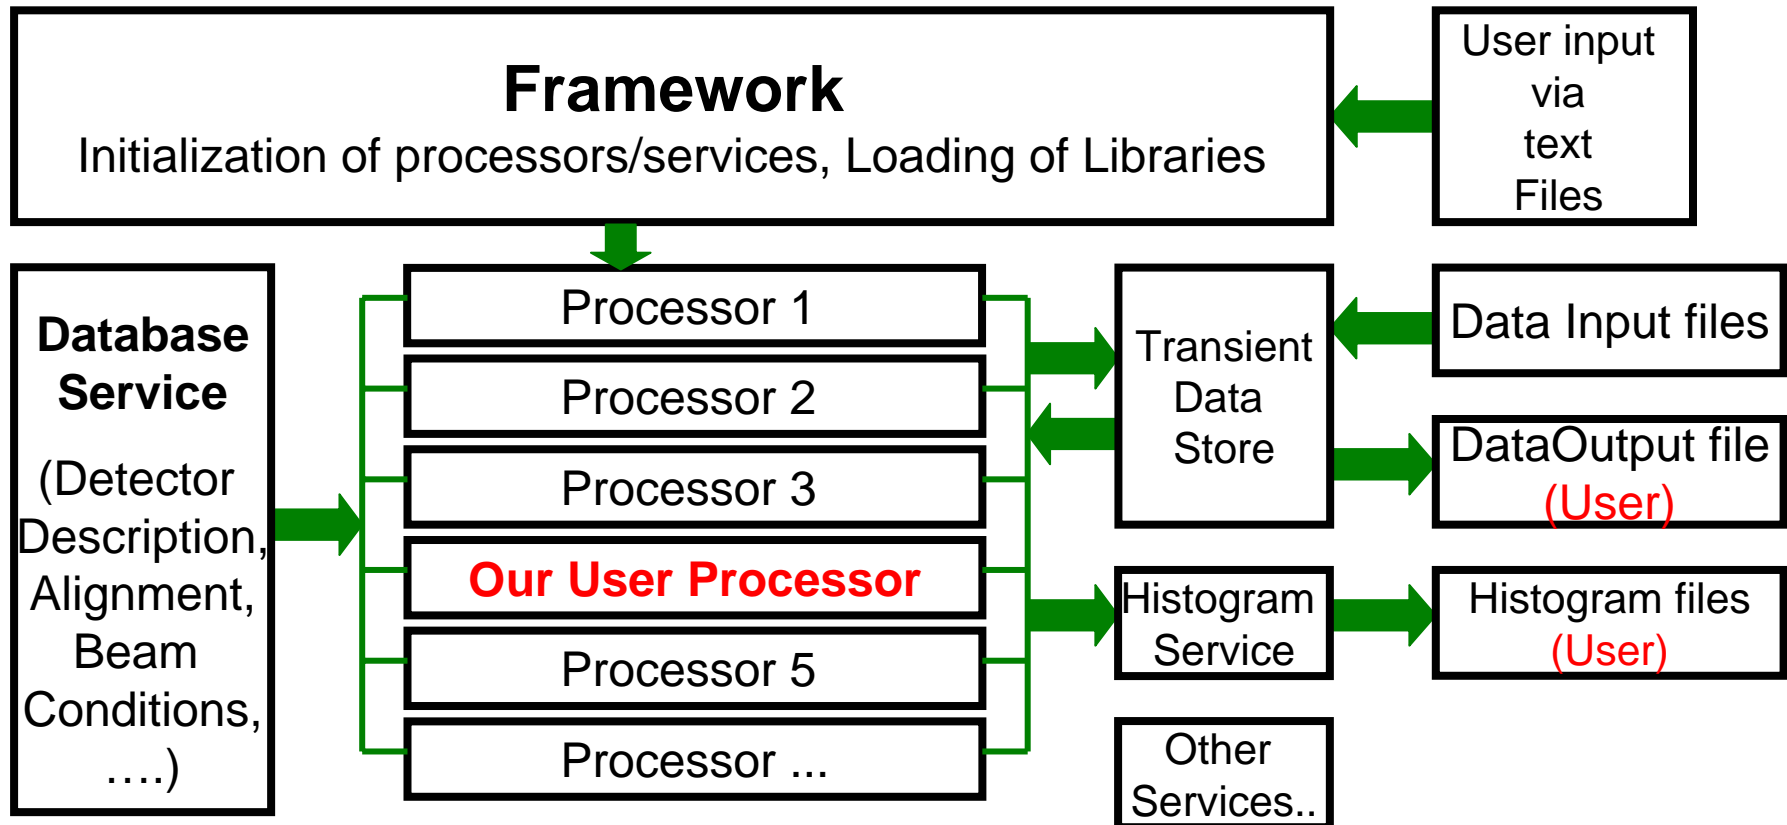 Framework
Initialization of processors/services, Loading of Libraries
User input
via
text
Files
Database
Service
(Detector
Description,
Alignment,
Beam
Conditions,
….)
Processor 1
Processor 2
Processor 3
Our User Processor
Processor 5
Processor ...
Transient
Data
Store
Data Input files
DataOutput file
(User)
Histogram
Service
Histogram files
(User)
Other
Services..